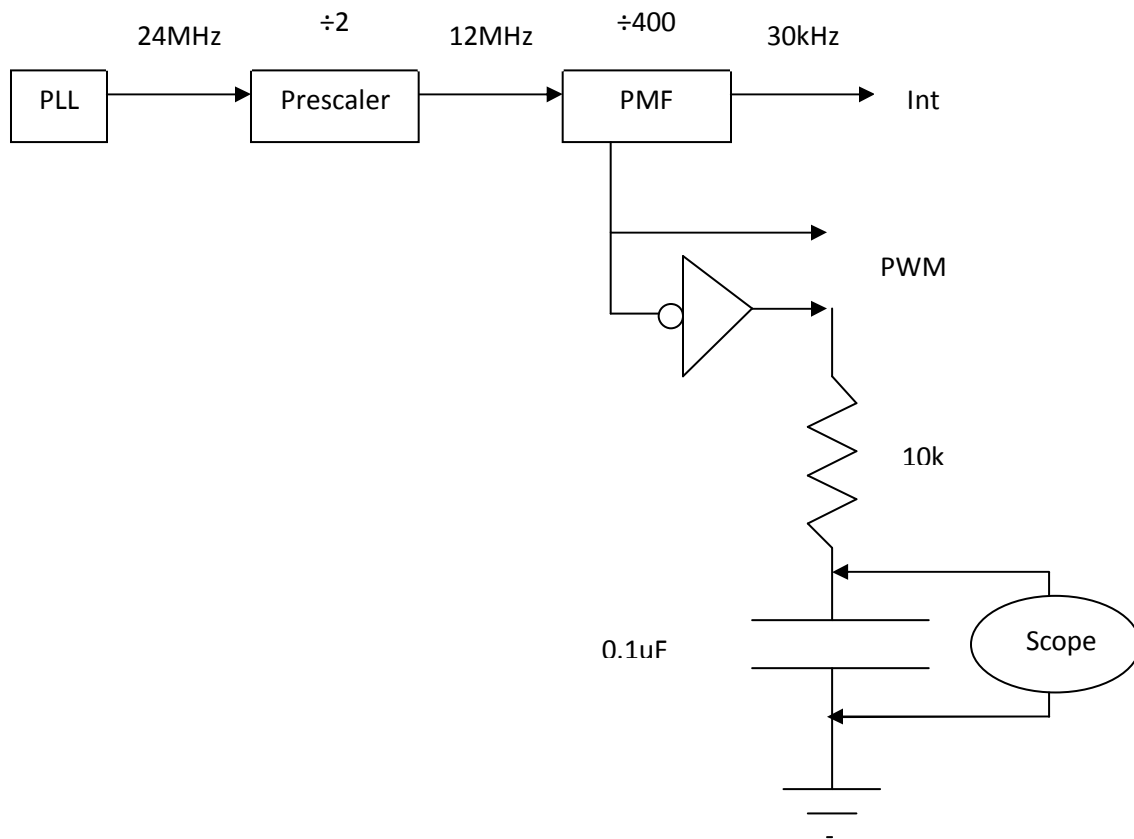 24MHz ÷2 12MHz ÷400 30kHz
PLL Prescaler PMF Int
PWM
10k
0.1uF Scope